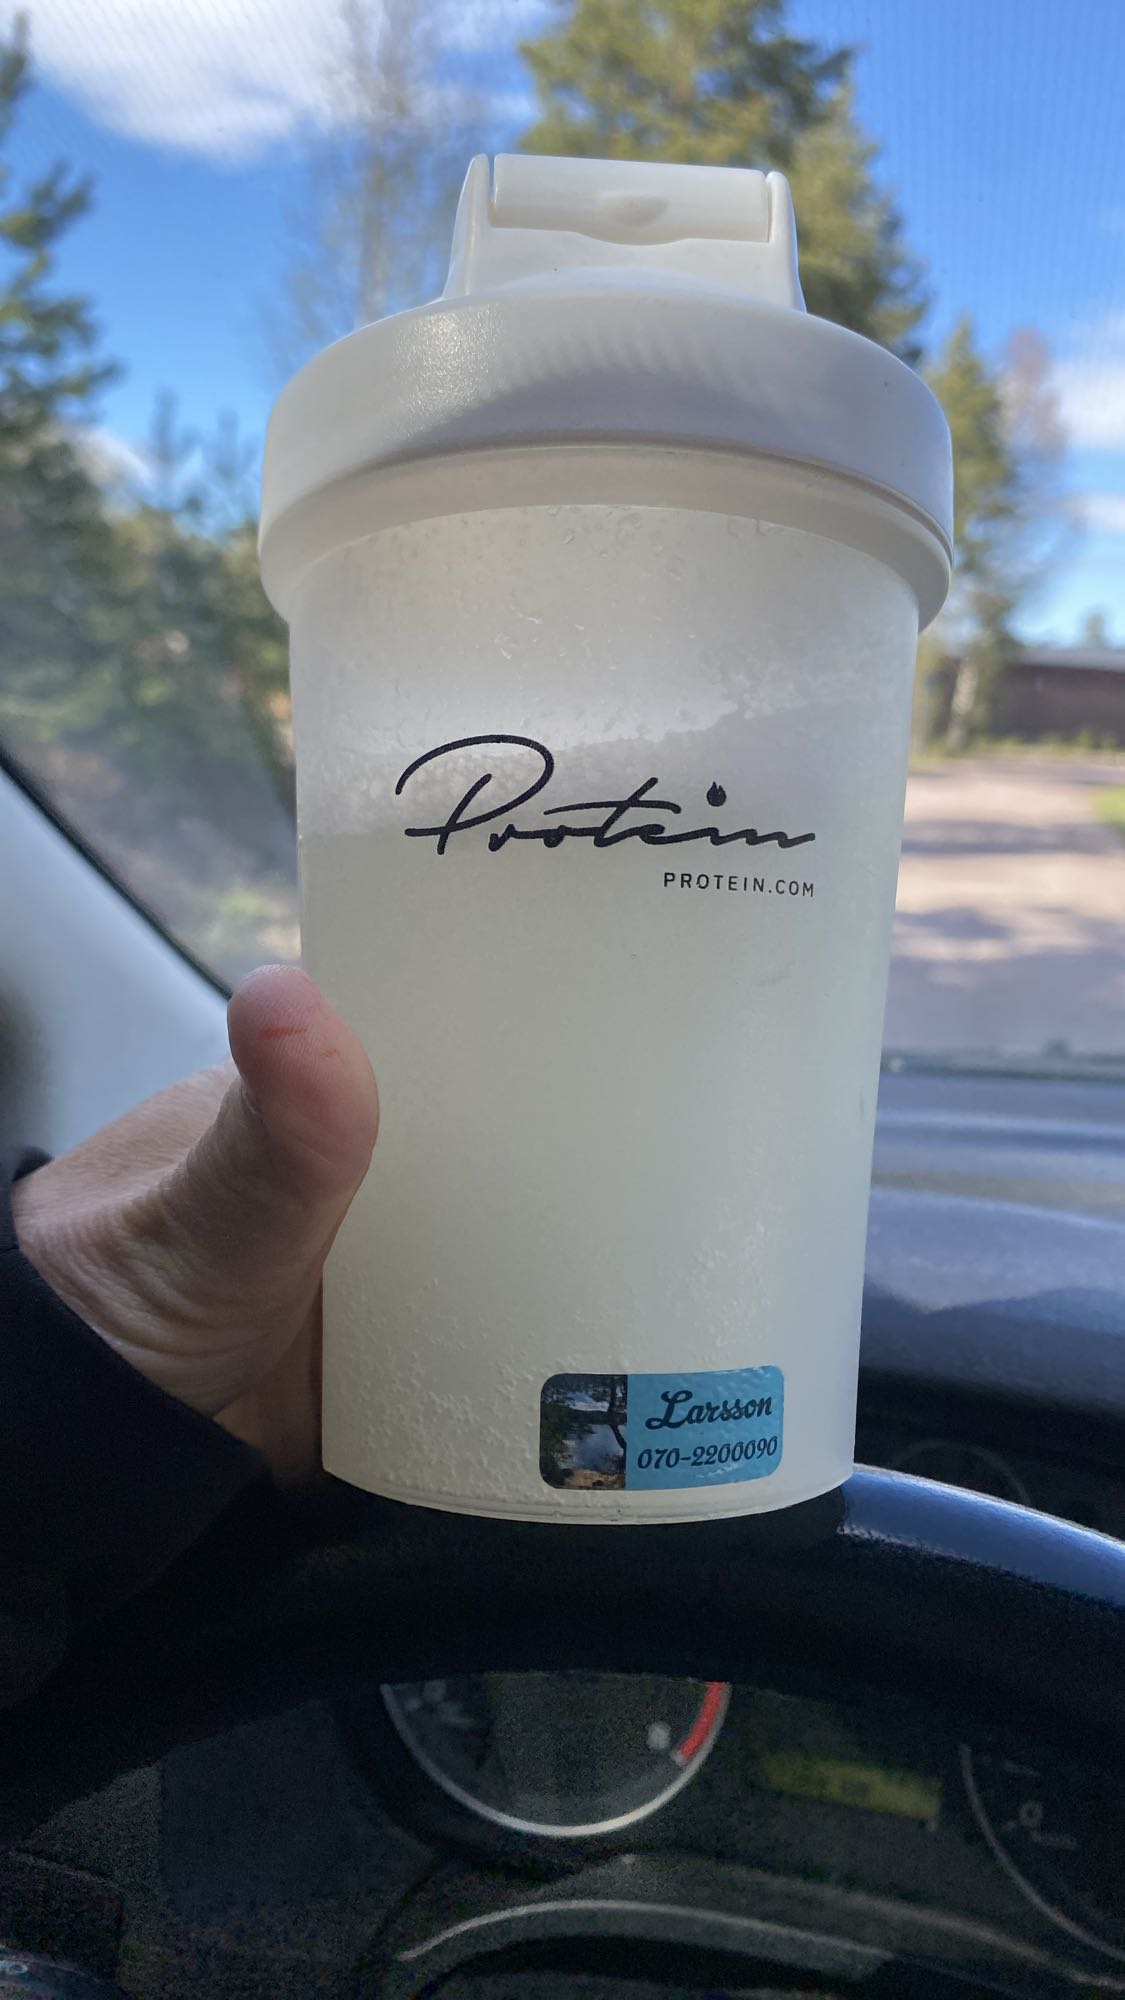 Protein
PROTEIN.COM
Larsson
070-2200090